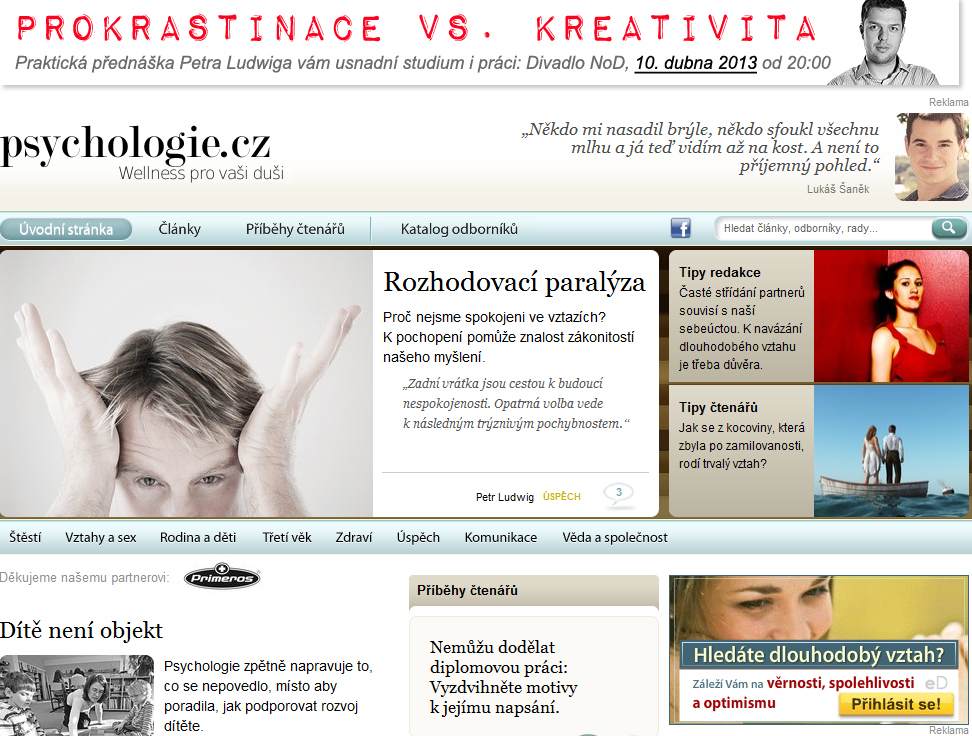 PROKRASTINACE VS. KREATIVITA
Praktická přednáška Petra Ludwiga vám usnadní studium i práci: Divadlo NoD, 10. dubna 2013 od 20:00
Reklama
psychologie.cz
Wellness pro vaši duši
„Někdo mi nasadil brýle, někdo sfoukl všechnu
mlhu a já teď vidím až na kost. A není to
příjemný pohled.“
Lukáš Šaněk
Úvodní stránka Články Příběhy čtenářů Katalog odborníků f Hledat články, odborníky, rady...
Rozhodovací paralýza
Proč nejsme spokojeni ve vztazích?
K pochopení pomůže znalost zákonitostí
našeho myšlení.
„Zadní vrátka jsou cestou k budoucí
nespokojenosti. Opatrná volba vede
k následným trýznivým pochybnostem.“
Petr Ludwig ÚSPĚCH 3
Tipy redakce
Časté střídání partnerů
souvisí s naší
sebeúctou. K navázání
dlouhodobého vztahu
je třeba důvěra.
Tipy čtenářů
Jak se z kocoviny, která
zbyla po zamilovanosti,
rodí trvalý vztah?
Štěstí Vztahy a sex Rodina a děti Třetí věk Zdraví Úspěch Komunikace Věda a společnost
Děkujeme našemu partnerovi: Primeros
Dítě není objekt
Psychologie zpětně napravuje to,
co se nepovedlo, místo aby
poradila, jak podporovat rozvoj
dítěte.
Příběhy čtenářů
Nemůžu dodělat
diplomovou práci:
Vyzdvihněte motivy
k jejímu napsání.
Hledáte dlouhodobý vztah?
Záleží Vám na věrnosti, spolehlivosti
a optimismu
eD
Přihlásit se!
Reklama